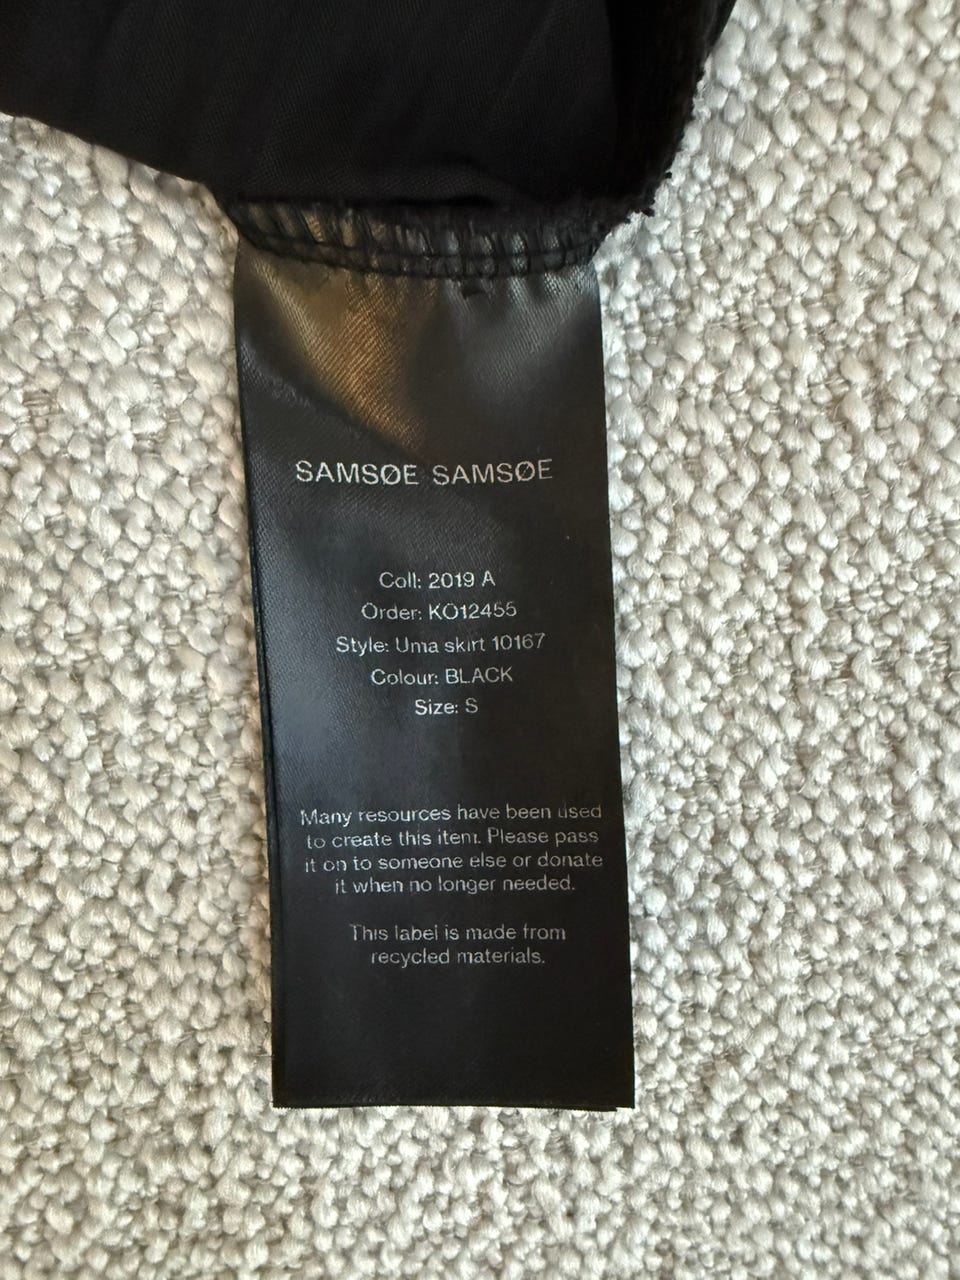 SAMSØE SAMSØE
Coll: 2019 A
Order: KO12455
Style: Uma skirt 10167
Colour: BLACK
Size: S
Many resources have been used
to create this item. Please pass
it on to someone else or donate
it when no longer needed.
This label is made from
recycled materials.